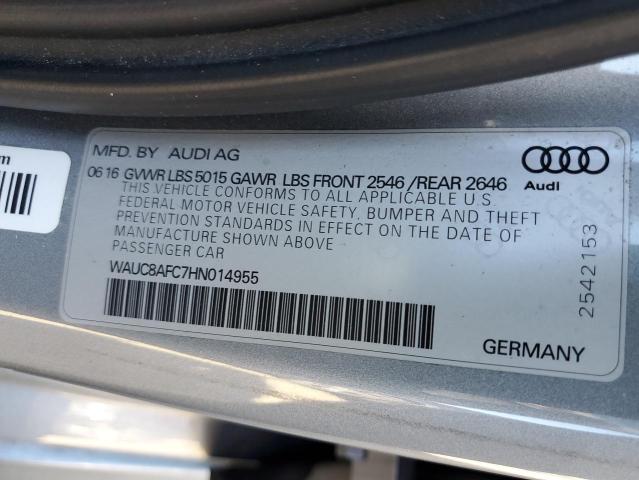 MFD. BY AUDI AG
06 16 GVWR LBS 5015 GAWR LBS FRONT 2546 /REAR 2646
THIS VEHICLE CONFORMS TO ALL APPLICABLE U.S.
FEDERAL MOTOR VEHICLE SAFETY, BUMPER AND THEFT
PREVENTION STANDARDS IN EFFECT ON THE DATE OF
MANUFACTURE SHOWN ABOVE
PASSENGER CAR
WAUC8AFC7HN014955
Audi
2542153
GERMANY